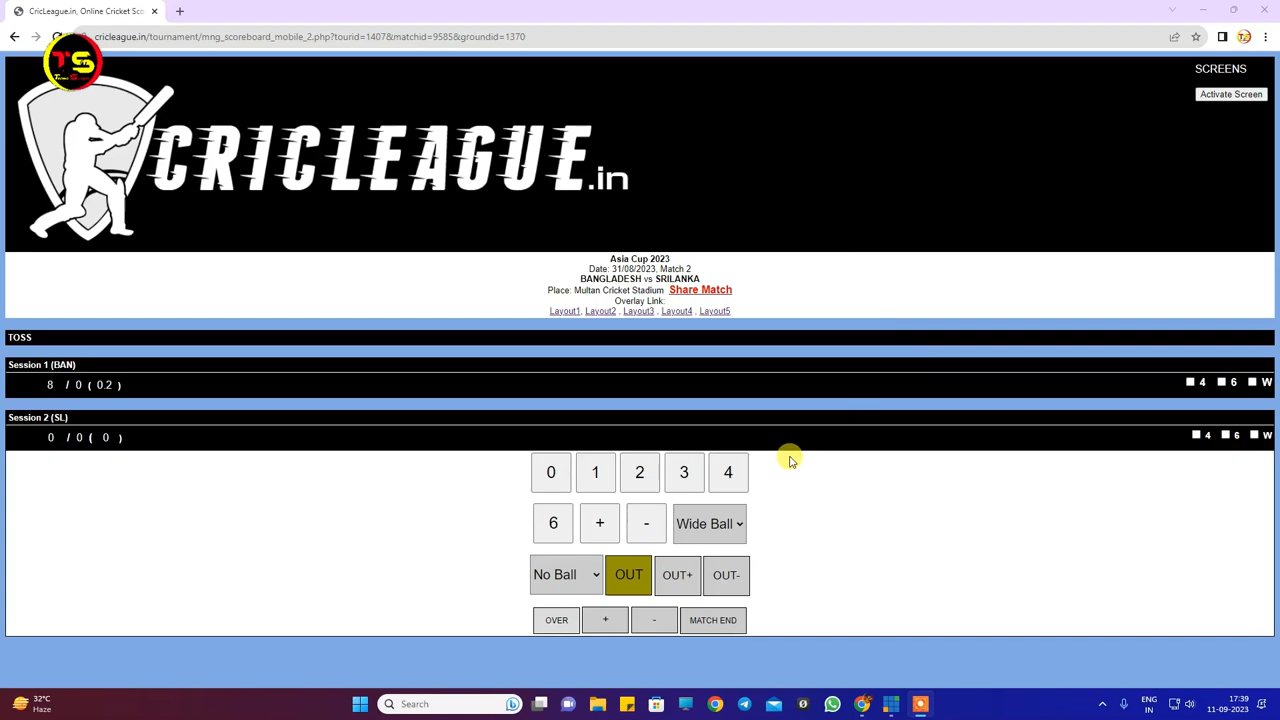 CricLeague.in, Online Cricket Sco
cricleague.in/tournament/mng_scoreboard_mobile_2.php?tourid=1407&matchid=9585&groundid=1370
TS
SCREENS
Activate Screen
CRICLEAGUE.in
Asia Cup 2023
Date: 31/08/2023, Match 2
BANGLADESH vs SRILANKA
Place: Multan Cricket Stadium Share Match
Overlay Link:
Layout1, Layout2 , Layout3 , Layout4 , Layout5
TOSS
Session 1 (BAN)
8 / 0 ( 0.2 ) 4 6 W
Session 2 (SL)
0 / 0 ( 0 ) 4 6 W
0 1 2 3 4
6 + - Wide Ball
No Ball OUT OUT+ OUT-
OVER + - MATCH END
32°C
Haze
Search
ENG
IN
17:39
11-09-2023